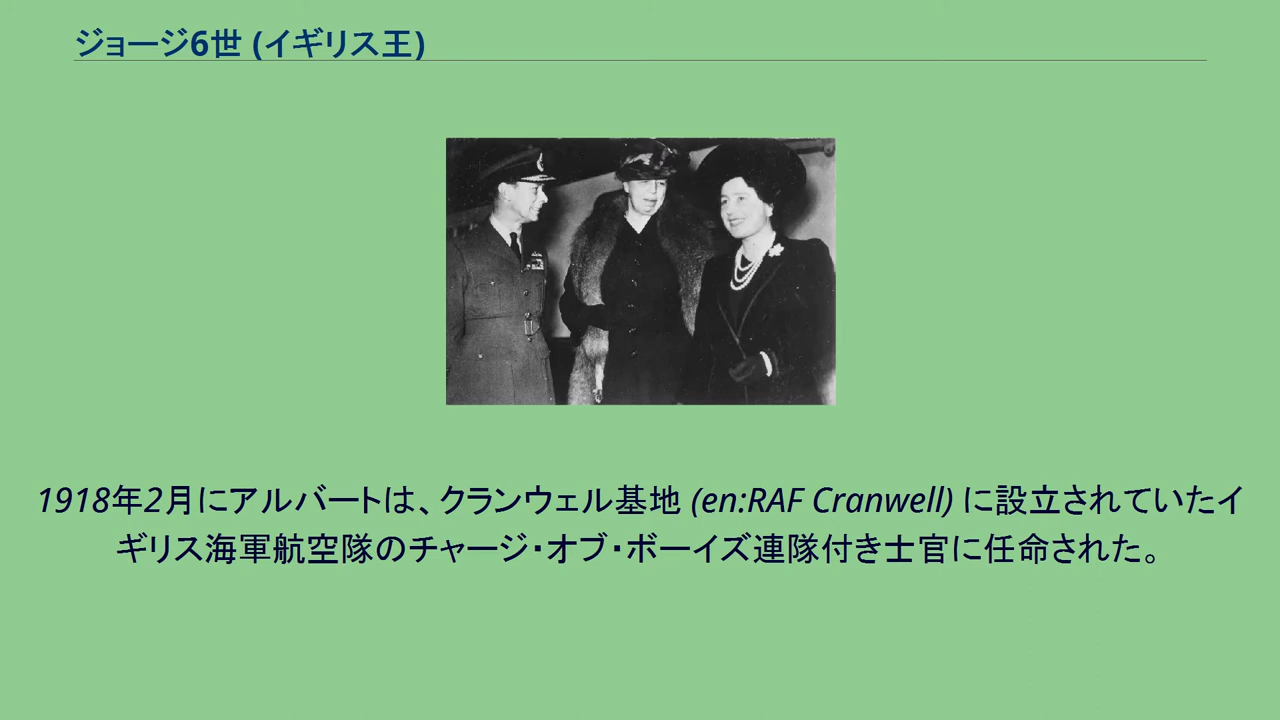 ジョージ6世 (イギリス王)
1918年2月にアルバートは、クランウェル基地 (en:RAF Cranwell) に設立されていたイ
ギリス海軍航空隊のチャージ・オブ・ボーイズ連隊付き士官に任命された。